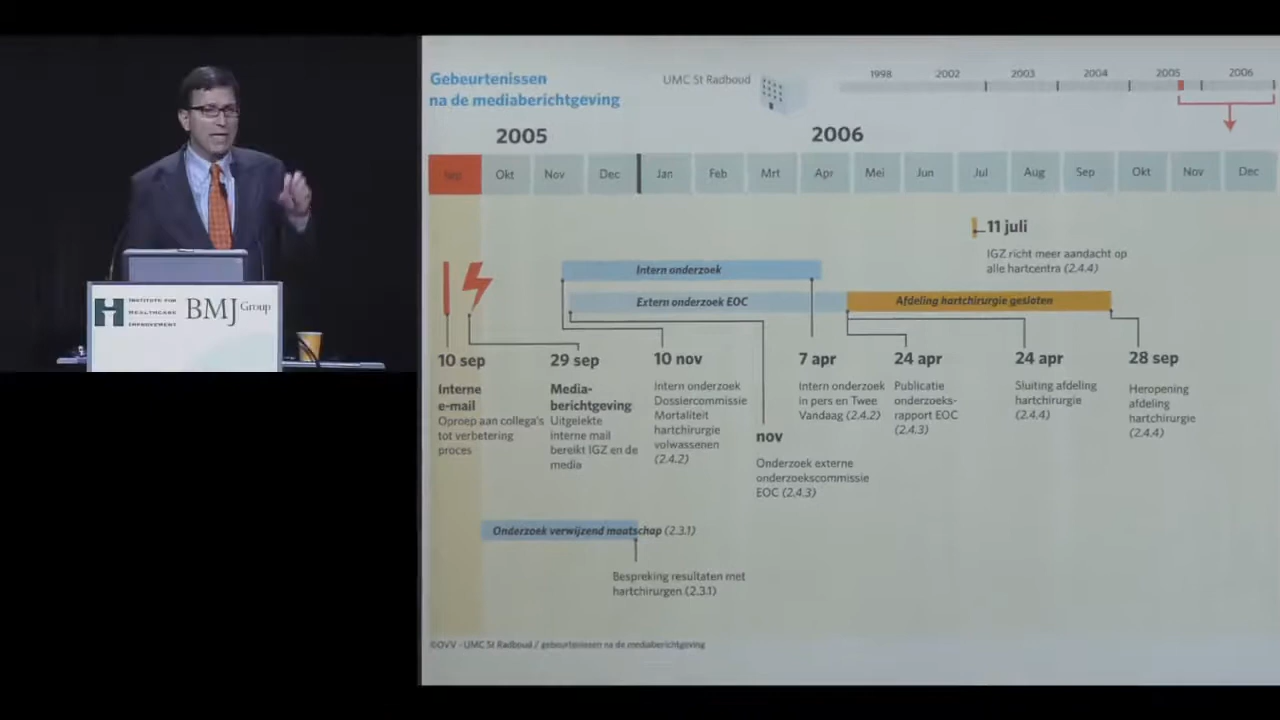 INSTITUTE FOR
HEALTHCARE
IMPROVEMENT
BMJ Group
Gebeurtenissen
na de mediaberichtgeving
UMC St Radboud
1998 2002 2003 2004 2005 2006
2005 2006
Sep Okt Nov Dec Jan Feb Mrt Apr Mei Jun Jul Aug Sep Okt Nov Dec
11 juli
IGZ richt meer aandacht op
alle hartcentra (2.4.4)
Intern onderzoek
Extern onderzoek EOC
Afdeling hartchirurgie gesloten
10 sep
Interne
e-mail
Oproep aan collega's
tot verbetering
proces
29 sep
Media-
berichtgeving
Uitgelekte
interne mail
bereikt IGZ en de
media
10 nov
Intern onderzoek
Dossiercommissie
Mortaliteit
hartchirurgie
volwassenen
(2.4.2)
nov
Onderzoek externe
onderzoekscommissie
EOC (2.4.3)
7 apr
Intern onderzoek
in pers en Twee
Vandaag (2.4.2)
24 apr
Publicatie
onderzoeks-
rapport EOC
(2.4.3)
24 apr
Sluiting afdeling
hartchirurgie
(2.4.4)
28 sep
Heropening
afdeling
hartchirurgie
(2.4.4)
Onderzoek verwijzend maatschap (2.3.1)
Bespreking resultaten met
hartchirurgen (2.3.1)
©OVV - UMC St Radboud / gebeurtenissen na de mediaberichtgeving